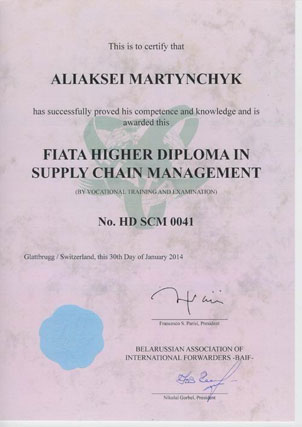 This is to certify that
ALIAKSEI MARTYNCHYK
has successfully proved his competence and knowledge and is
awarded this
FIATA HIGHER DIPLOMA IN
SUPPLY CHAIN MANAGEMENT
(BY VOCATIONAL TRAINING AND EXAMINATION)
No. HD SCM 0041
Glattbrugg / Switzerland, this 30th Day of January 2014
Francesco S. Parisi, President
BELARUSSIAN ASSOCIATION OF
INTERNATIONAL FORWARDERS -BAIF-
Nikolai Gorbel, President